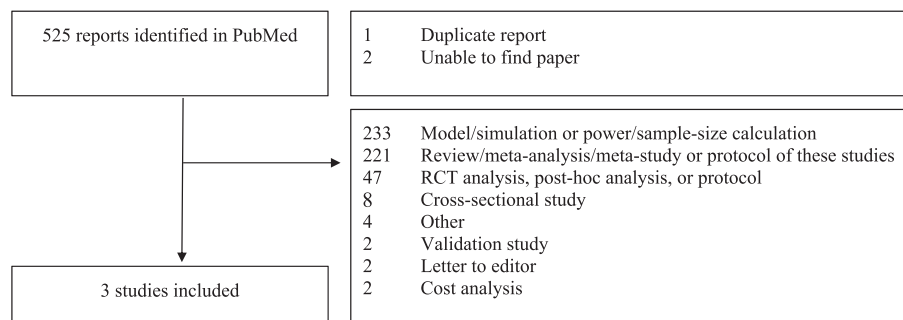 525 reports identified in PubMed
1 Duplicate report
2 Unable to find paper
233 Model/simulation or power/sample-size calculation
221 Review/meta-analysis/meta-study or protocol of these studies
47 RCT analysis, post-hoc analysis, or protocol
8 Cross-sectional study
4 Other
2 Validation study
2 Letter to editor
2 Cost analysis
3 studies included